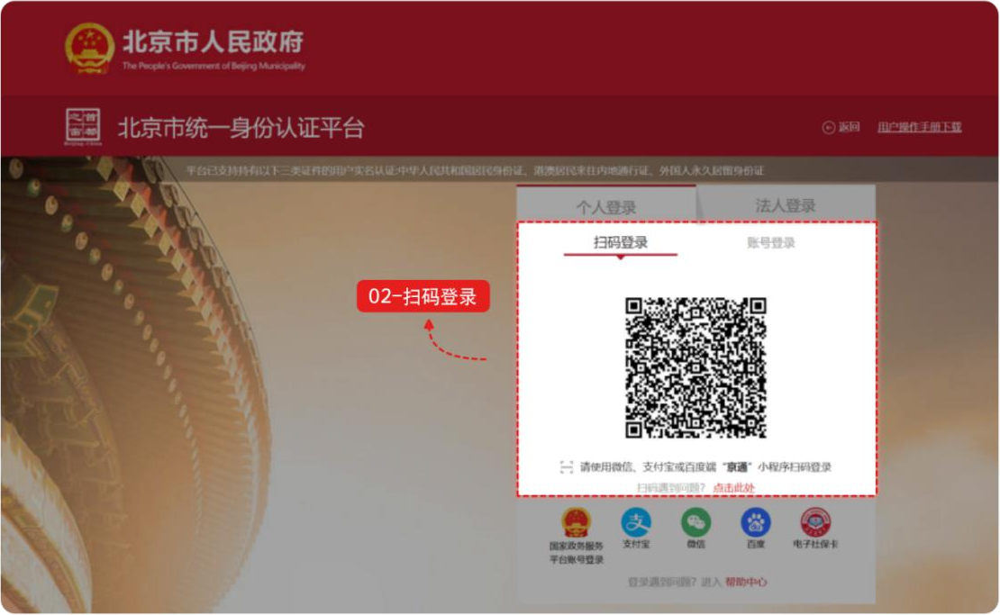 北京市人民政府
The People's Government of Beijing Municipality
首都之窗
北京市统一身份认证平台
返回 用户操作手册下载
平台已支持持有以下三类证件的用户实名认证:中华人民共和国居民身份证、港澳居民来往内地通行证、外国人永久居留身份证
个人登录 法人登录
扫码登录 账号登录
02-扫码登录
请使用微信、支付宝或百度端“京通”小程序扫码登录
扫码遇到问题? 点击此处
国家政务服务 支付宝 微信 百度 电子社保卡
平台账号登录
登录遇到问题? 进入 帮助中心